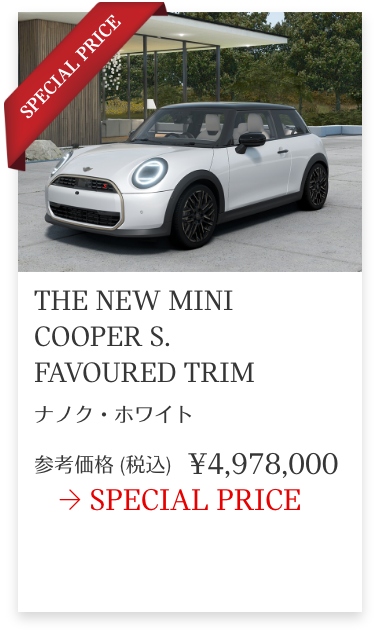 SPECIAL PRICE
THE NEW MINI
COOPER S.
FAVOURED TRIM
ナノク・ホワイト
参考価格 (税込) ¥4,978,000
→ SPECIAL PRICE